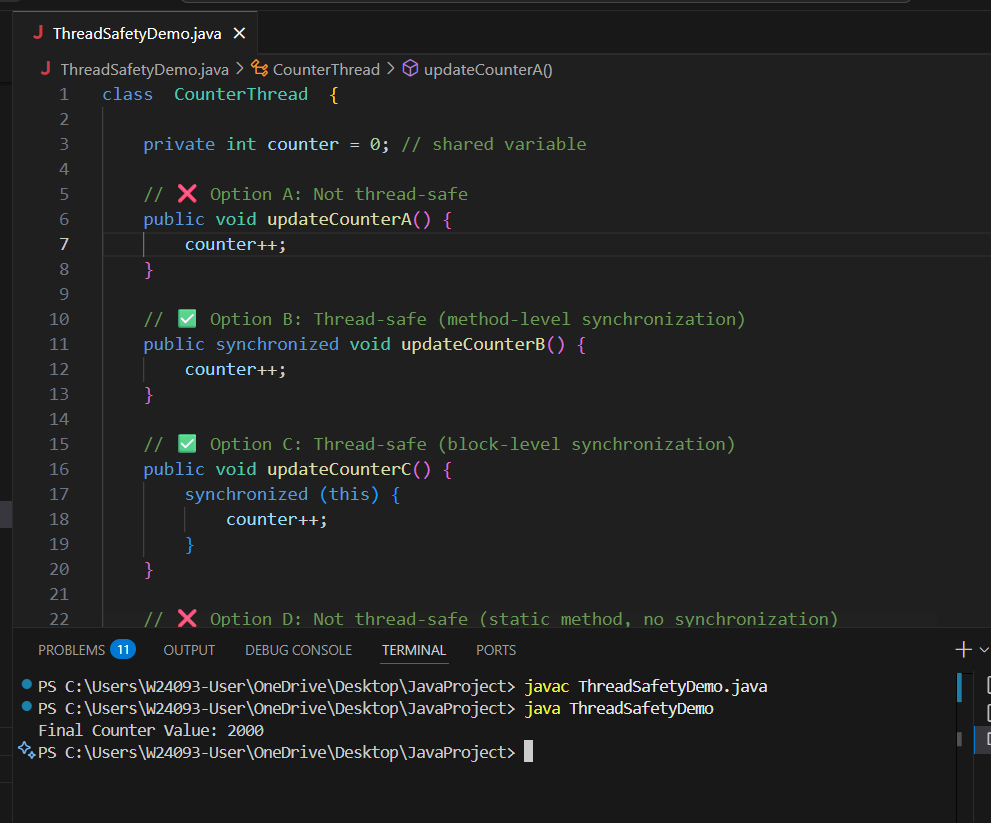 J ThreadSafetyDemo.java ×
J ThreadSafetyDemo.java > CounterThread > updateCounterA()
1 class  CounterThread  {
2
3     private int counter = 0; // shared variable
4
5     // ❌ Option A: Not thread-safe
6     public void updateCounterA() {
7         counter++;
8     }
9
10     // ✅ Option B: Thread-safe (method-level synchronization)
11     public synchronized void updateCounterB() {
12         counter++;
13     }
14
15     // ✅ Option C: Thread-safe (block-level synchronization)
16     public void updateCounterC() {
17         synchronized (this) {
18             counter++;
19         }
20     }
21
22     // ❌ Option D: Not thread-safe (static method, no synchronization)
PROBLEMS 11 OUTPUT DEBUG CONSOLE TERMINAL PORTS
PS C:\Users\W24093-User\OneDrive\Desktop\JavaProject> javac ThreadSafetyDemo.java
PS C:\Users\W24093-User\OneDrive\Desktop\JavaProject> java ThreadSafetyDemo
Final Counter Value: 2000
PS C:\Users\W24093-User\OneDrive\Desktop\JavaProject>